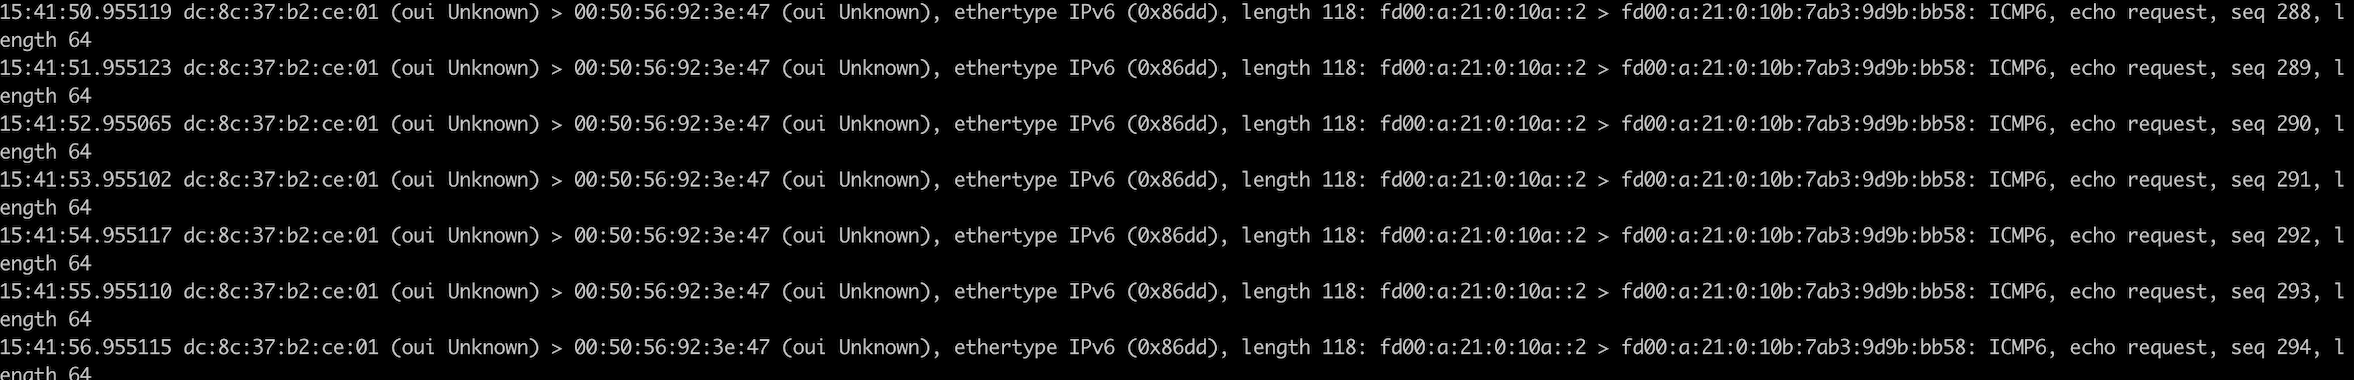 15:41:50.955119 dc:8c:37:b2:ce:01 (oui Unknown) > 00:50:56:92:3e:47 (oui Unknown), ethertype IPv6 (0x86dd), length 118: fd00:a:21:0:10a::2 > fd00:a:21:0:10b:7ab3:9d9b:bb58: ICMP6, echo request, seq 288, l
ength 64
15:41:51.955123 dc:8c:37:b2:ce:01 (oui Unknown) > 00:50:56:92:3e:47 (oui Unknown), ethertype IPv6 (0x86dd), length 118: fd00:a:21:0:10a::2 > fd00:a:21:0:10b:7ab3:9d9b:bb58: ICMP6, echo request, seq 289, l
ength 64
15:41:52.955065 dc:8c:37:b2:ce:01 (oui Unknown) > 00:50:56:92:3e:47 (oui Unknown), ethertype IPv6 (0x86dd), length 118: fd00:a:21:0:10a::2 > fd00:a:21:0:10b:7ab3:9d9b:bb58: ICMP6, echo request, seq 290, l
ength 64
15:41:53.955102 dc:8c:37:b2:ce:01 (oui Unknown) > 00:50:56:92:3e:47 (oui Unknown), ethertype IPv6 (0x86dd), length 118: fd00:a:21:0:10a::2 > fd00:a:21:0:10b:7ab3:9d9b:bb58: ICMP6, echo request, seq 291, l
ength 64
15:41:54.955117 dc:8c:37:b2:ce:01 (oui Unknown) > 00:50:56:92:3e:47 (oui Unknown), ethertype IPv6 (0x86dd), length 118: fd00:a:21:0:10a::2 > fd00:a:21:0:10b:7ab3:9d9b:bb58: ICMP6, echo request, seq 292, l
ength 64
15:41:55.955110 dc:8c:37:b2:ce:01 (oui Unknown) > 00:50:56:92:3e:47 (oui Unknown), ethertype IPv6 (0x86dd), length 118: fd00:a:21:0:10a::2 > fd00:a:21:0:10b:7ab3:9d9b:bb58: ICMP6, echo request, seq 293, l
ength 64
15:41:56.955115 dc:8c:37:b2:ce:01 (oui Unknown) > 00:50:56:92:3e:47 (oui Unknown), ethertype IPv6 (0x86dd), length 118: fd00:a:21:0:10a::2 > fd00:a:21:0:10b:7ab3:9d9b:bb58: ICMP6, echo request, seq 294, l
ength 64